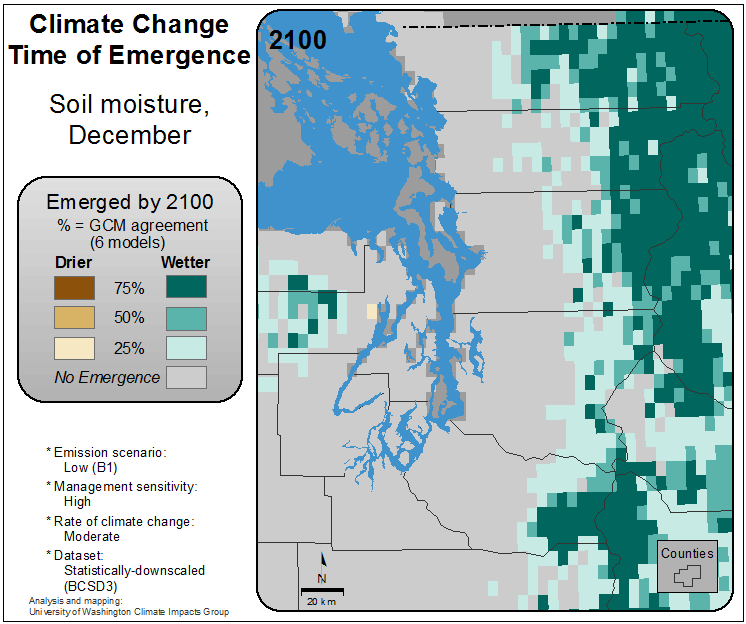 Climate Change
Time of Emergence
Soil moisture,
December
Emerged by 2100
% = GCM agreement
(6 models)
Drier Wetter
75%
50%
25%
No Emergence
* Emission scenario:
Low (B1)
* Management sensitivity:
High
* Rate of climate change:
Moderate
* Dataset:
Statistically-downscaled
(BCSD3)
Analysis and mapping:
University of Washington Climate Impacts Group
2100
N
20 km
Counties